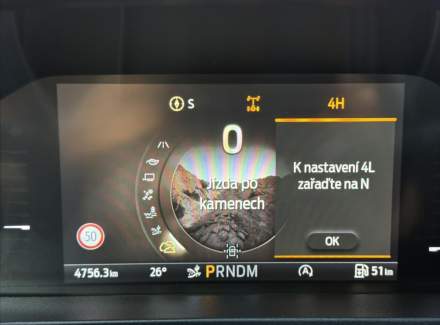 S
4H
0
Jízda po
kamenech
K nastavení 4L
zařaďte na N
OK
50
4756.3 km
26°
PRNDM
A
51 km